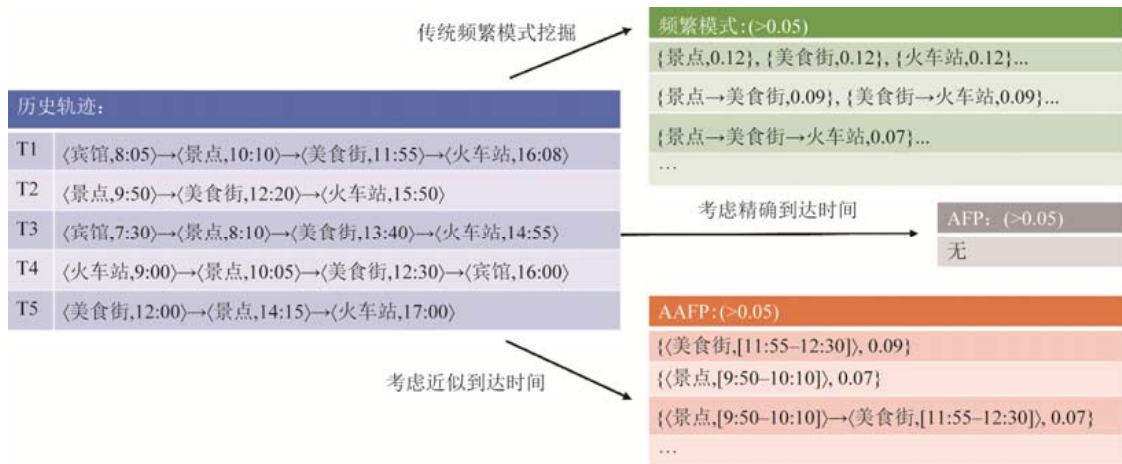 传统频繁模式挖掘
历史轨迹:
T1 〈宾馆,8:05〉→〈景点,10:10〉→〈美食街,11:55〉→〈火车站,16:08〉
T2 〈景点,9:50〉→〈美食街,12:20〉→〈火车站,15:50〉
T3 〈宾馆,7:30〉→〈景点,8:10〉→〈美食街,13:40〉→〈火车站,14:55〉
T4 〈火车站,9:00〉→〈景点,10:05〉→〈美食街,12:30〉→〈宾馆,16:00〉
T5 〈美食街,12:00〉→〈景点,14:15〉→〈火车站,17:00〉
频繁模式:(>0.05)
{景点,0.12}, {美食街,0.12}, {火车站,0.12}...
{景点→美食街,0.09}, {美食街→火车站,0.09}...
{景点→美食街→火车站,0.07}...
...
考虑精确到达时间
AFP: (>0.05)
无
考虑近似到达时间
AAFP:(>0.05)
{〈美食街,[11:55–12:30]〉, 0.09}
{〈景点,[9:50–10:10]〉, 0.07}
{〈景点,[9:50–10:10]〉→〈美食街,[11:55–12:30]〉, 0.07}
...